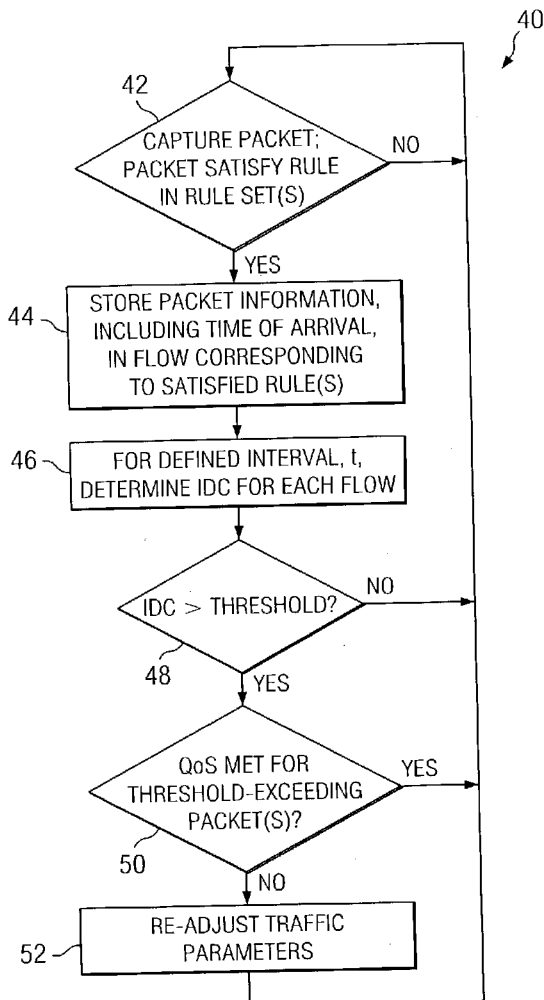 40
42
CAPTURE PACKET;
PACKET SATISFY RULE
IN RULE SET(S)
NO
YES
44
STORE PACKET INFORMATION,
INCLUDING TIME OF ARRIVAL,
IN FLOW CORRESPONDING
TO SATISFIED RULE(S)
46
FOR DEFINED INTERVAL, t,
DETERMINE IDC FOR EACH FLOW
IDC > THRESHOLD?
NO
48
YES
QoS MET FOR
THRESHOLD-EXCEEDING
PACKET(S)?
YES
50
NO
52
RE-ADJUST TRAFFIC
PARAMETERS